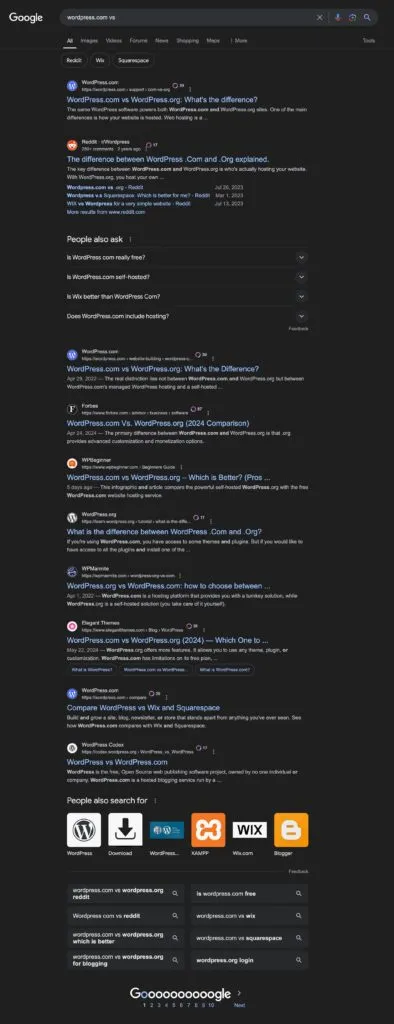 Google
wordpress.com vs
All Images Videos Forums News Shopping Maps More Tools
Reddit Wix Squarespace
WordPress.com
https://wordpress.com › support › com-vs-org
WordPress.com vs WordPress.org: What's the difference?
The same WordPress software powers both WordPress.com and WordPress.org sites. One of the main
differences is how your website is hosted. Web hosting is a ...
Reddit · r/Wordpress
17
250+ comments · 2 years ago
The difference between WordPress .Com and .Org explained.
The key difference between WordPress.com and WordPress.org is who's actually hosting your website.
With WordPress.org, you host your own ...
Wordpress.com vs .org - Reddit Jul 26, 2023
Wordpress v.s Squarespace. Which is better for me? - Reddit Mar 1, 2023
WIX vs Wordpress for a very simple website - Reddit Jul 13, 2023
More results from www.reddit.com
People also ask
Is WordPress com really free?
Is WordPress.com self-hosted?
Is Wix better than WordPress Com?
Does WordPress.com include hosting?
Feedback
WordPress.com
https://wordpress.com › website-building › wordpress-c...
WordPress.com vs WordPress.org: What's the Difference?
Apr 29, 2022 — The real distinction lies not between WordPress.com and WordPress.org but between
WordPress.com's managed WordPress hosting and a self-hosted ...
Forbes
87
https://www.forbes.com › advisor › business › software
WordPress.com Vs. WordPress.org (2024 Comparison)
Apr 24, 2024 — The primary difference between WordPress.com and WordPress.org is that .org
provides advanced customization and monetization options.
WPBeginner
https://www.wpbeginner.com › Beginners Guide
WordPress.com vs WordPress.org – Which is Better? (Pros ...
5 days ago — This infographic and article compare the powerful self-hosted WordPress.org with the free
WordPress.com website hosting service.
WordPress.org
https://learn.wordpress.org › tutorial › what-is-the-diffe...
What is the difference between WordPress .Com and .Org?
If you're using WordPress.com, you have access to some themes and plugins. But if you would like to
have access to all the plugins and install one of the ...
WPMarmite
https://wpmarmite.com › wordpress-org-vs-com
WordPress.org vs WordPress.com: how to choose between ...
Apr 1, 2022 — WordPress.com is a hosting platform that provides you with a turnkey solution, while
WordPress.org is a self-hosted solution (you take care of it yourself).
Elegant Themes
https://www.elegantthemes.com › Blog › WordPress
WordPress.com vs WordPress.org (2024) — Which One to ...
May 22, 2024 — WordPress.org offers more features. It allows you to use any theme, plugin, or
customization. WordPress.com has limitations on its free plan, ...
What is WordPress? WordPress.com vs WordPress... What is WordPress.com?
WordPress.com
https://wordpress.com › compare
Compare WordPress vs Wix and Squarespace
Build and grow a site, blog, newsletter, or store that stands apart from anything you've ever seen. See
how WordPress.com compares with Wix and Squarespace.
WordPress Codex
17
https://codex.wordpress.org › WordPress_vs_WordPress
WordPress vs WordPress.com
WordPress is the free, Open Source web publishing software project, owned by no one individual or
company. WordPress.com is a hosted blogging service run by a ...
People also search for
WIX
WordPress Download WordPress... XAMPP Wix.com Blogger
Feedback
wordpress.com vs wordpress.org reddit
is wordpress.com free
Wordpress.com vs reddit
wordpress.com vs wix
wordpress.com vs wordpress.org which is better
wordpress.com vs squarespace
wordpress.com vs wordpress.org for blogging
wordpress.org login
Goooooooooogle
1 2 3 4 5 6 7 8 9 10 Next